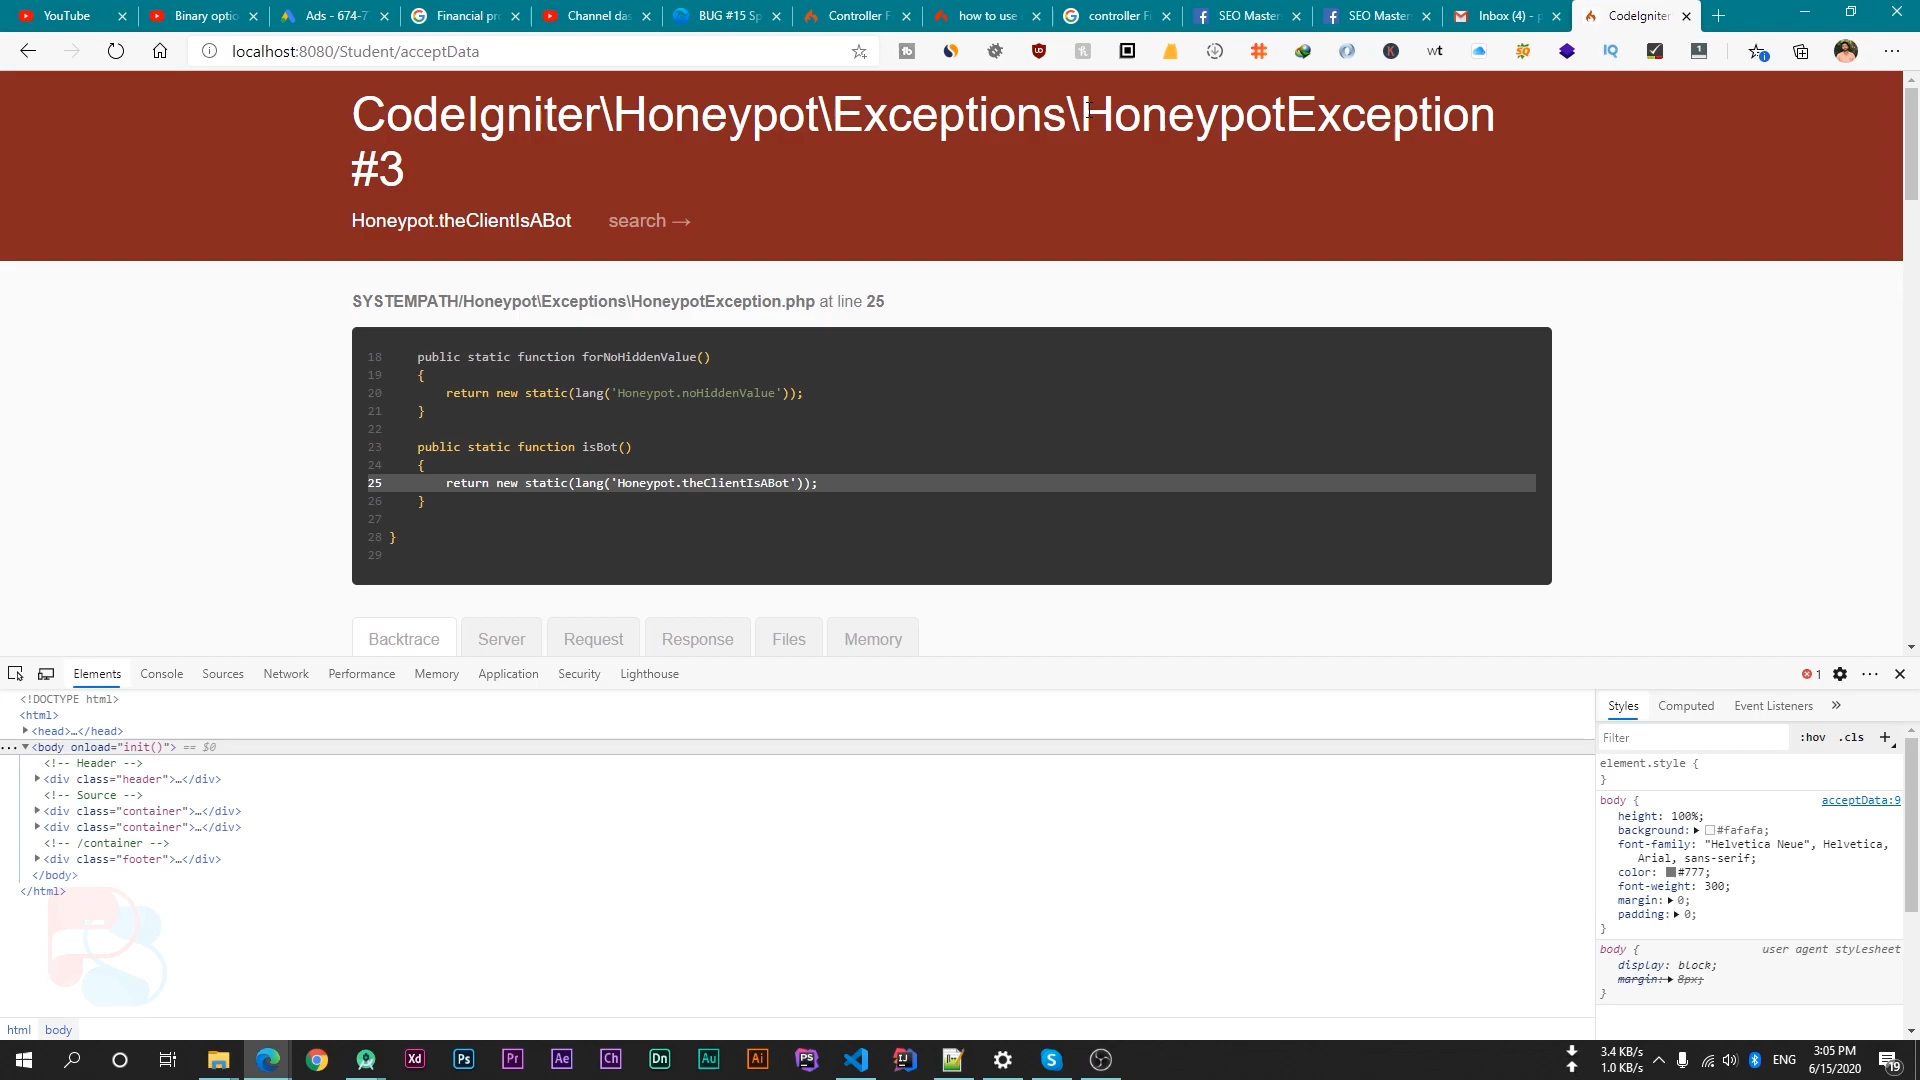 YouTube
Binary optio
Ads - 674-7
Financial pro
Channel das
BUG #15 Sp
Controller F
how to use
controller Fi
SEO Master
SEO Master
Inbox (4) - p
CodeIgniter
localhost:8080/Student/acceptData
CodeIgniter\Honeypot\Exceptions\HoneypotException
#3
Honeypot.theClientIsABot search →
SYSTEMPATH/Honeypot\Exceptions\HoneypotException.php at line 25
18 public static function forNoHiddenValue()
19 {
20 return new static(lang('Honeypot.noHiddenValue'));
21 }
22
23 public static function isBot()
24 {
25 return new static(lang('Honeypot.theClientIsABot'));
26 }
27
28 }
29
Backtrace Server Request Response Files Memory
Elements Console Sources Network Performance Memory Application Security Lighthouse 1
<!DOCTYPE html>
<html>
<head>…</head>
<body onload="init()"> == $0
<!-- Header -->
<div class="header">…</div>
<!-- Source -->
<div class="container">…</div>
<div class="container">…</div>
<!-- /container -->
<div class="footer">…</div>
</body>
</html>
html body
Styles Computed Event Listeners
Filter :hov .cls +
element.style {
}
body { acceptData:9
height: 100%;
background: #fafafa;
font-family: "Helvetica Neue", Helvetica,
Arial, sans-serif;
color: #777;
font-weight: 300;
margin: 0;
padding: 0;
}
body { user agent stylesheet
display: block;
margin: 8px;
}
Xd Ps Pr Ae Ch Dn Au Ai PS IJ
3.4 KB/s
1.0 KB/s
ENG
3:05 PM
6/15/2020
19